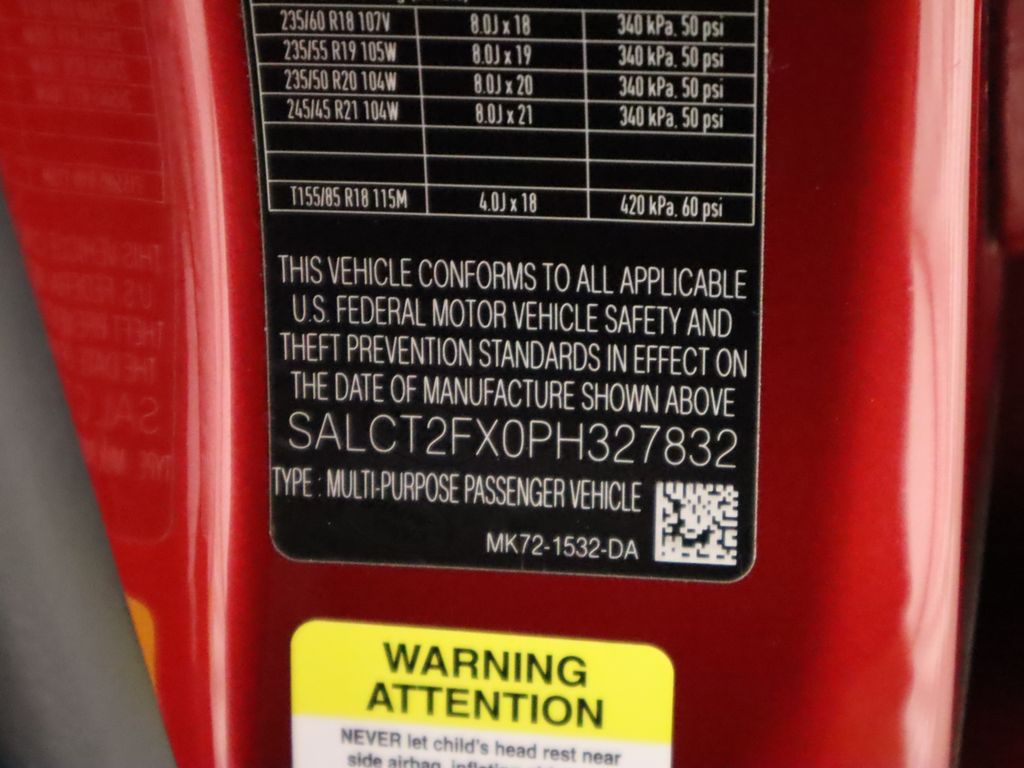 235/60 R18 107V 8.0J x 18 340 kPa, 50 psi
235/55 R19 105W 8.0J x 19 340 kPa, 50 psi
235/50 R20 104W 8.0J x 20 340 kPa, 50 psi
245/45 R21 104W 8.0J x 21 340 kPa, 50 psi
T155/85 R18 115M 4.0J x 18 420 kPa, 60 psi
THIS VEHICLE CONFORMS TO ALL APPLICABLE
U.S. FEDERAL MOTOR VEHICLE SAFETY AND
THEFT PREVENTION STANDARDS IN EFFECT ON
THE DATE OF MANUFACTURE SHOWN ABOVE
SALCT2FX0PH327832
TYPE : MULTI-PURPOSE PASSENGER VEHICLE
MK72-1532-DA
WARNING
ATTENTION
NEVER let child's head rest near
side airbag,